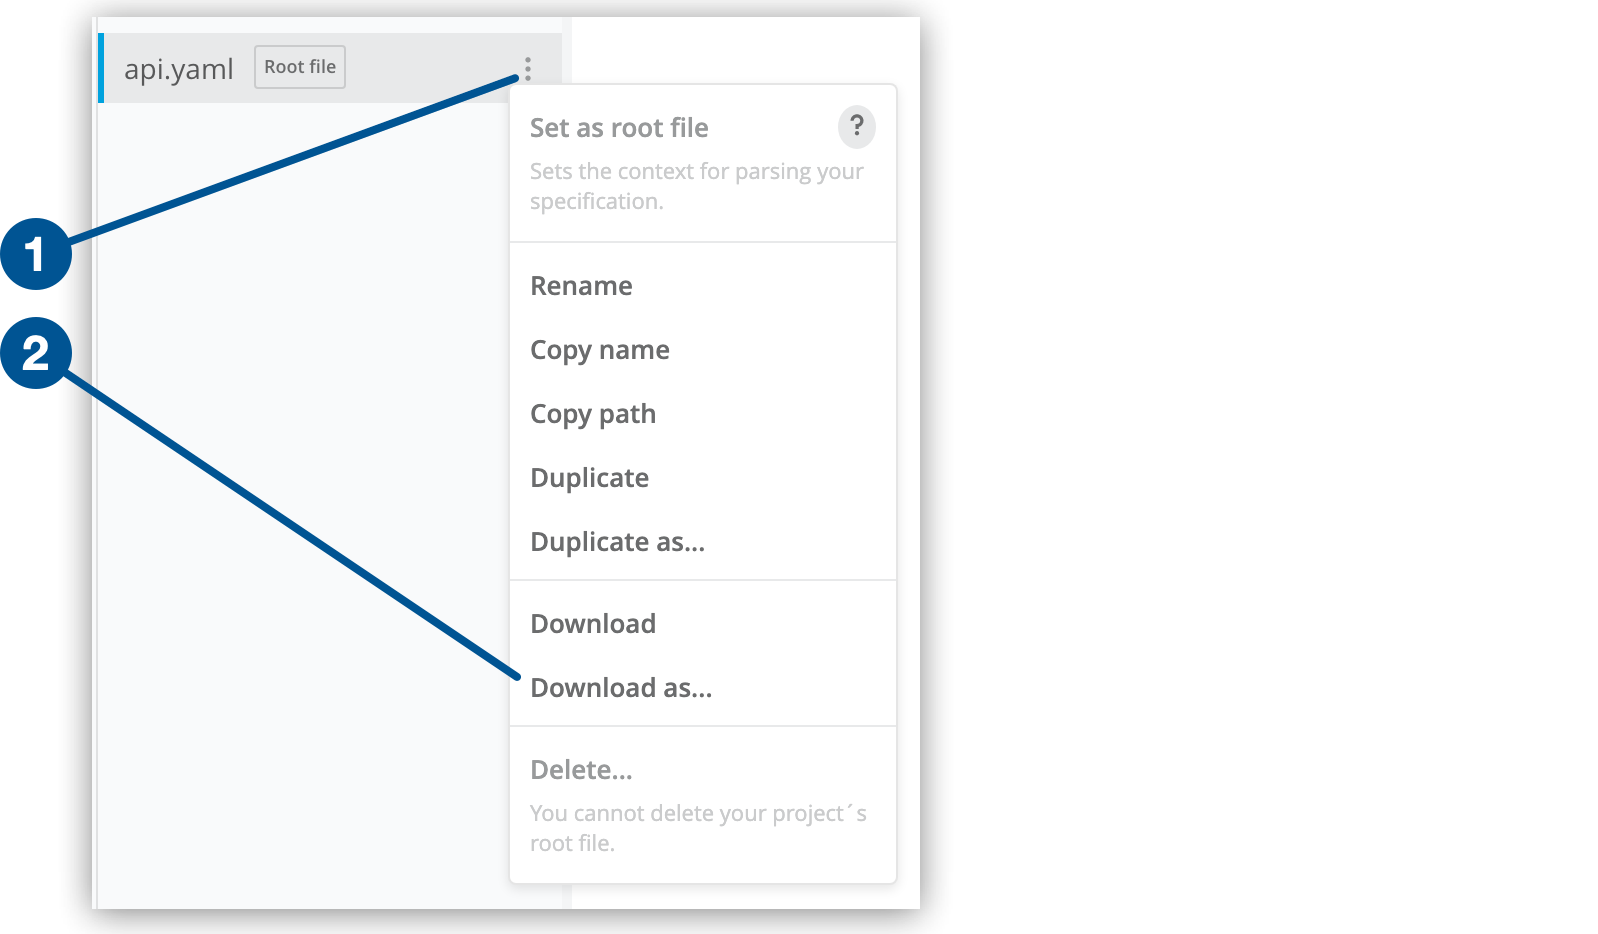 api.yaml Root file
Set as root file ?
Sets the context for parsing your
specification.
1
Rename
2
Copy name
Copy path
Duplicate
Duplicate as...
Download
Download as...
Delete...
You cannot delete your project´s
root file.